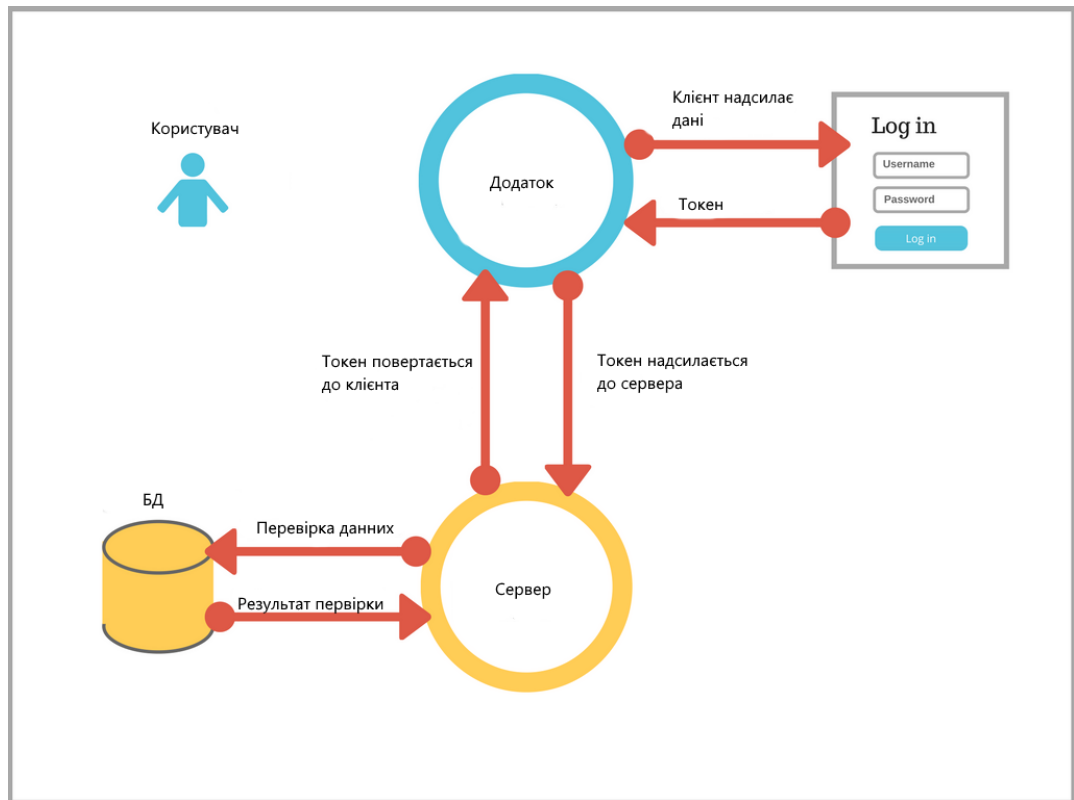 Клієнт надсилає
дані
Користувач
Log in
Username
Додаток
Password
Токен
Log in
Токен повертається
до клієнта
Токен надсилається
до сервера
БД
Перевірка данних
Сервер
Результат первірки